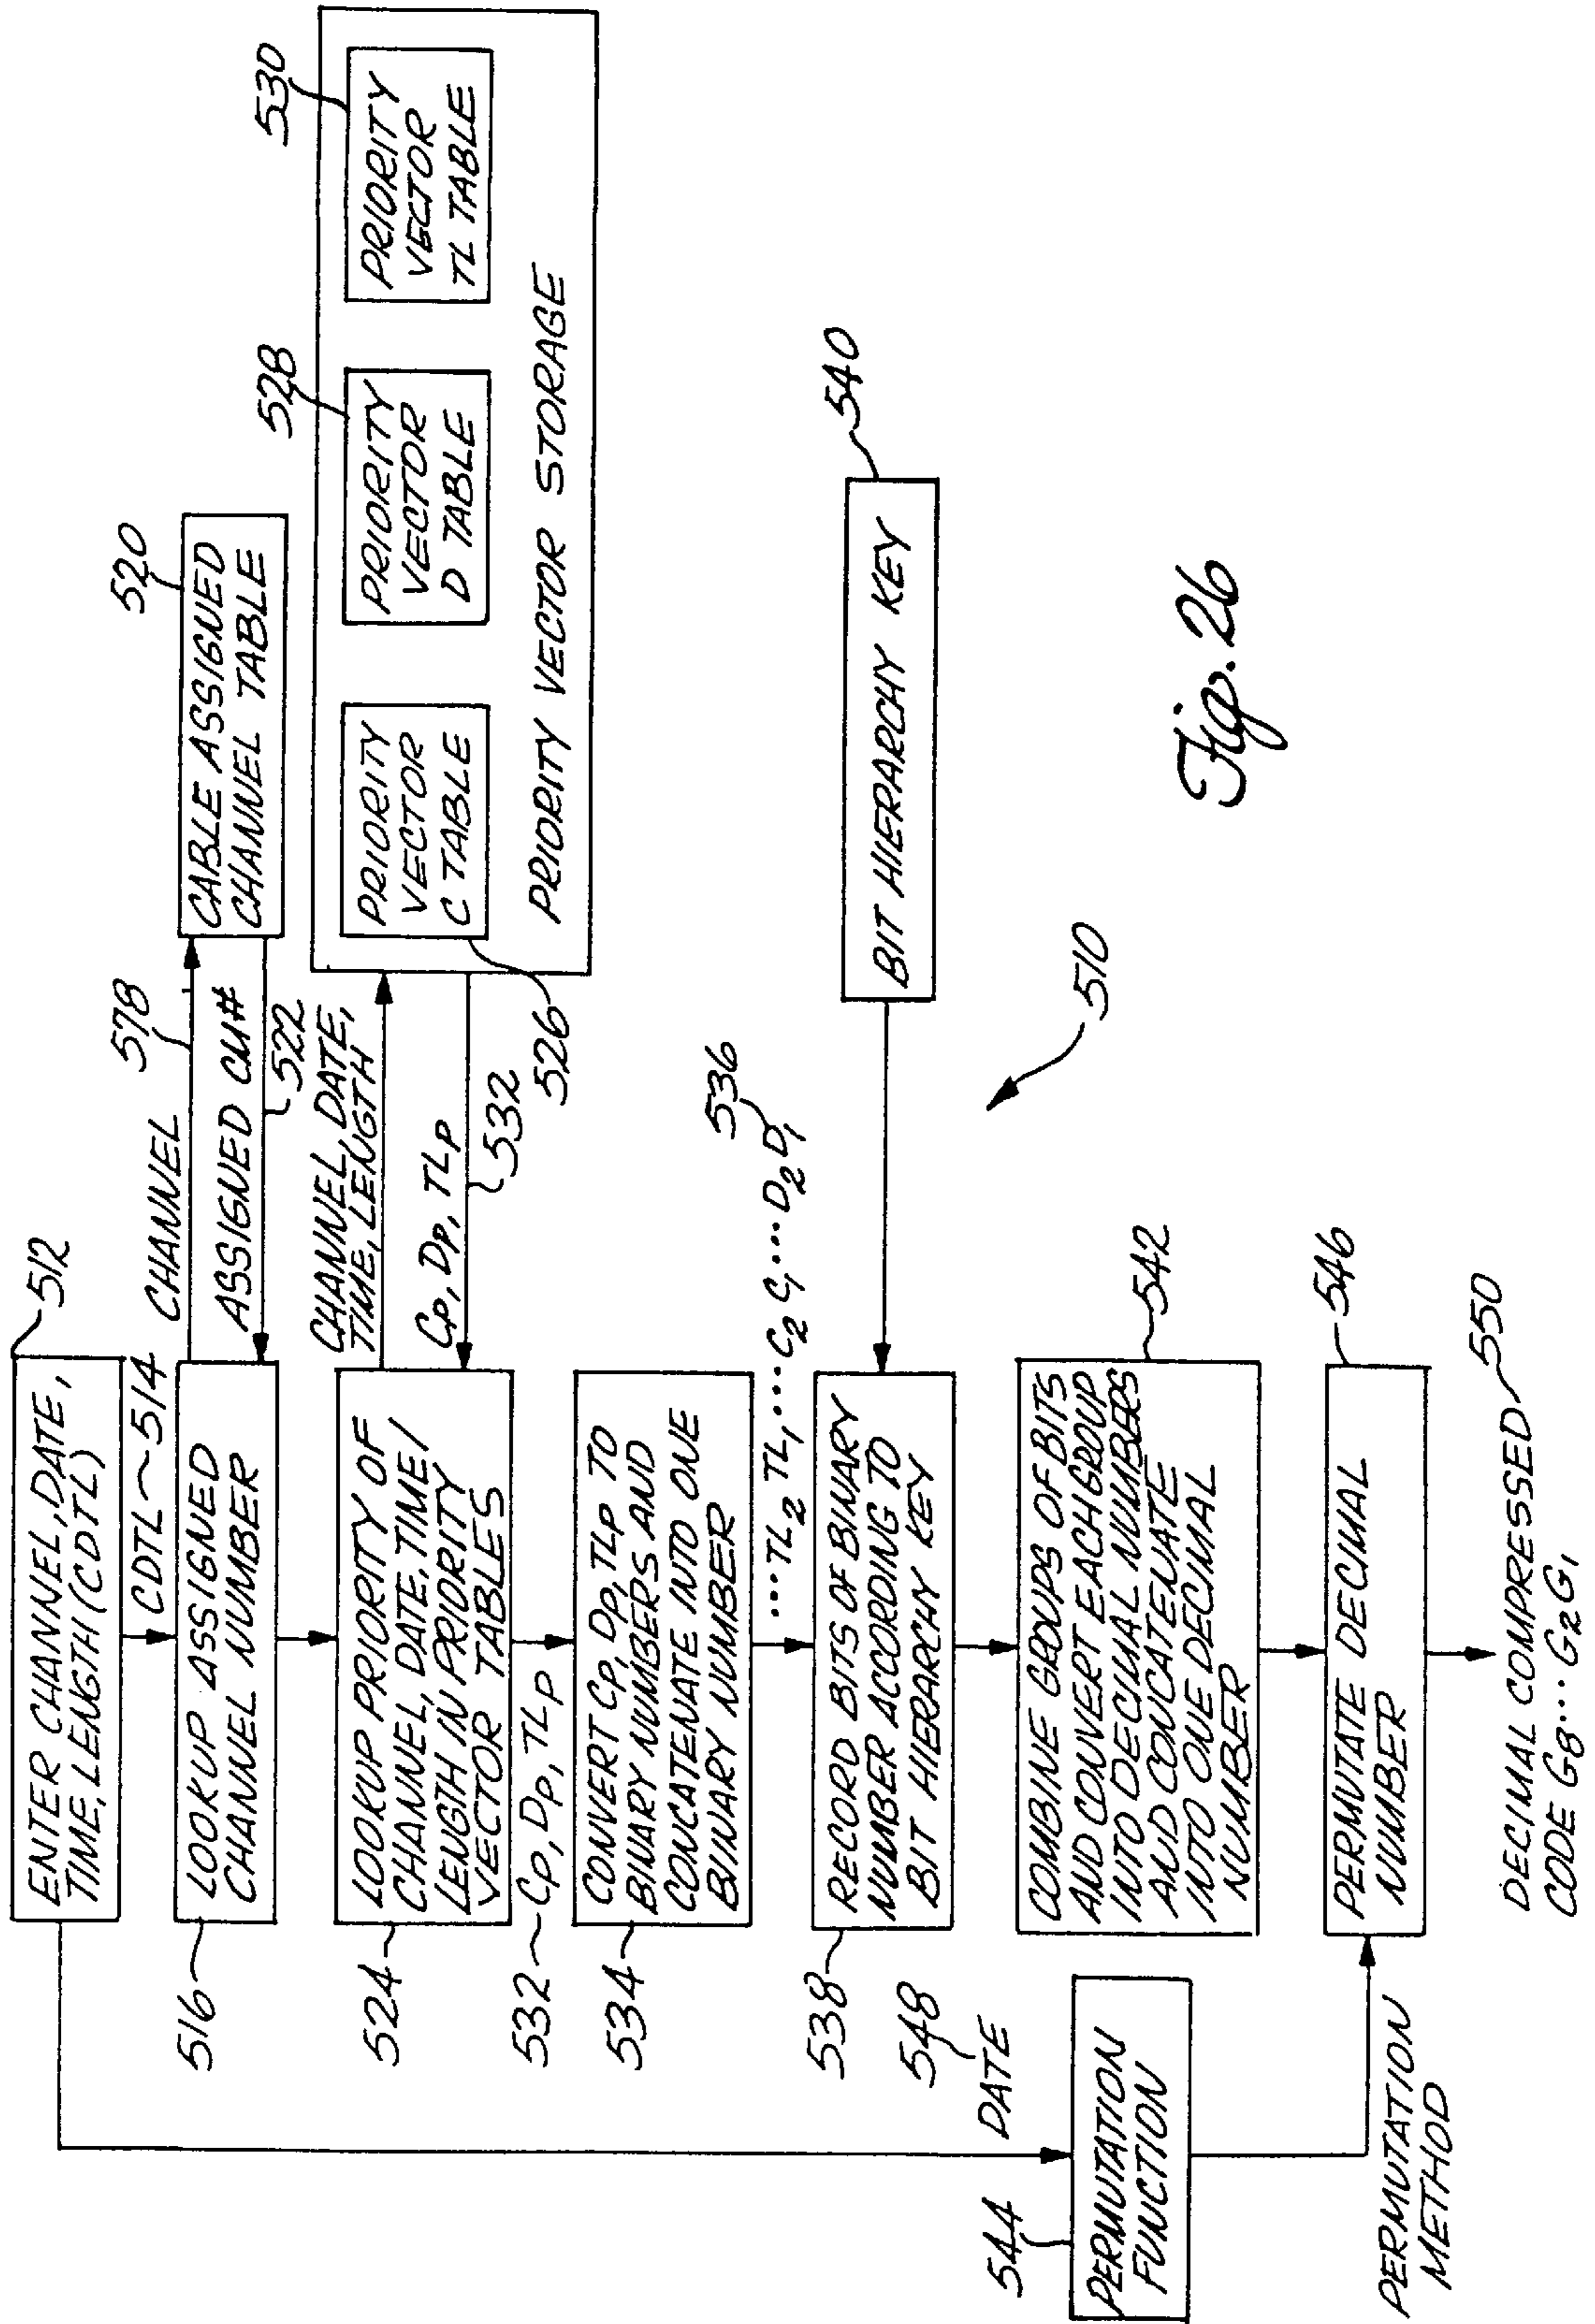 512
ENTER CHANNEL, DATE,
TIME, LENGTH (CDTL)
CDTL 514
516
LOOKUP ASSIGNED
CHANNEL NUMBER
CHANNEL
578
ASSIGNED CH#
522
520
CABLE ASSIGNED
CHANNEL TABLE
524
LOOKUP PRIORITY OF
CHANNEL, DATE, TIME/
LENGTH IN PRIORITY
VECTOR TABLES
CHANNEL, DATE,
TIME, LENGTH
CP, DP, TLP
532
526
PRIORITY
VECTOR
C TABLE
528
PRIORITY
VECTOR
D TABLE
530
PRIORITY
VECTOR
TL TABLE
PRIORITY VECTOR STORAGE
532 CP, DP, TLP
534
CONVERT CP, DP, TLP TO
BINARY NUMBERS AND
CONCATENATE INTO ONE
BINARY NUMBER
...TL2 TL1...C2 C1...D2D1
536
538
RECORD BITS OF BINARY
NUMBER ACCORDING TO
BIT HIERARCHY KEY
540
BIT HIERARCHY KEY
542
COMBINE GROUPS OF BITS
AND CONVERT EACH GROUP
INTO DECIMAL NUMBERS
AND CONCATENATE
INTO ONE DECIMAL
NUMBER
510
548
DATE
544
PERMUTATION
FUNCTION
PERMUTATION
METHOD
546
PERMUTATE DECIMAL
NUMBER
DECIMAL COMPRESSED 550
CODE G8...G2G1
Fig. 26